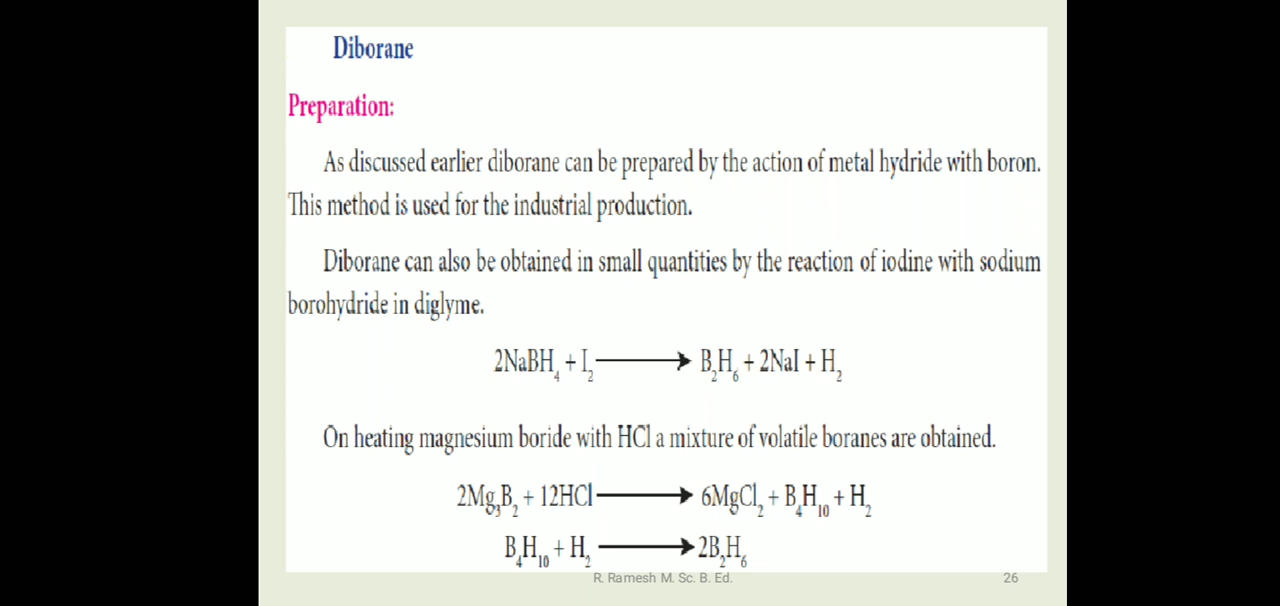 Diborane
Preparation:
As discussed earlier diborane can be prepared by the action of metal hydride with boron.
This method is used for the industrial production.
Diborane can also be obtained in small quantities by the reaction of iodine with sodium
borohydride in diglyme.
2NaBH₄ + I₂ ⟶ B₂H₆ + 2NaI + H₂
On heating magnesium boride with HCl a mixture of volatile boranes are obtained.
2Mg₃B₂ + 12HCl ⟶ 6MgCl₂ + B₄H₁₀ + H₂
B₄H₁₀ + H₂ ⟶ 2B₂H₆
R. Ramesh M. Sc. B. Ed. 26